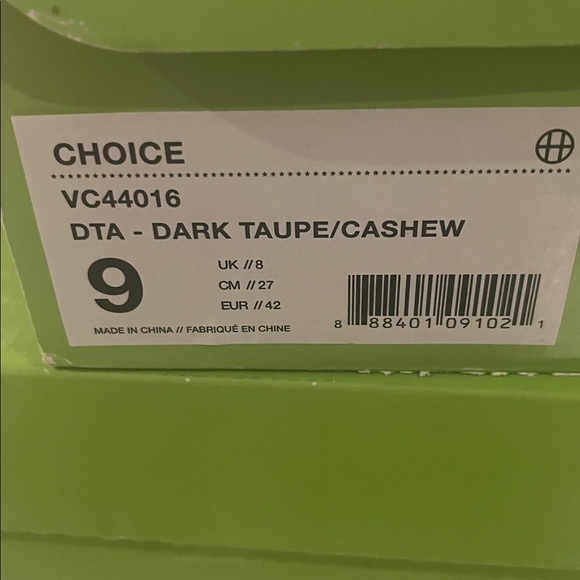 CHOICE
VC44016
DTA - DARK TAUPE/CASHEW
9
UK // 8
CM // 27
EUR // 42
MADE IN CHINA // FABRIQUÉ EN CHINE
8 88401 09102 1